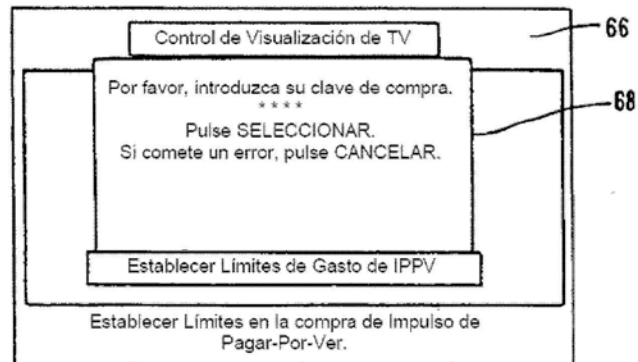 Control de Visualización de TV
66
Por favor, introduzca su clave de compra.
* * * *
68
Pulse SELECCIONAR.
Si comete un error, pulse CANCELAR.
Establecer Límites de Gasto de IPPV
Establecer Límites en la compra de Impulso de
Pagar-Por-Ver.